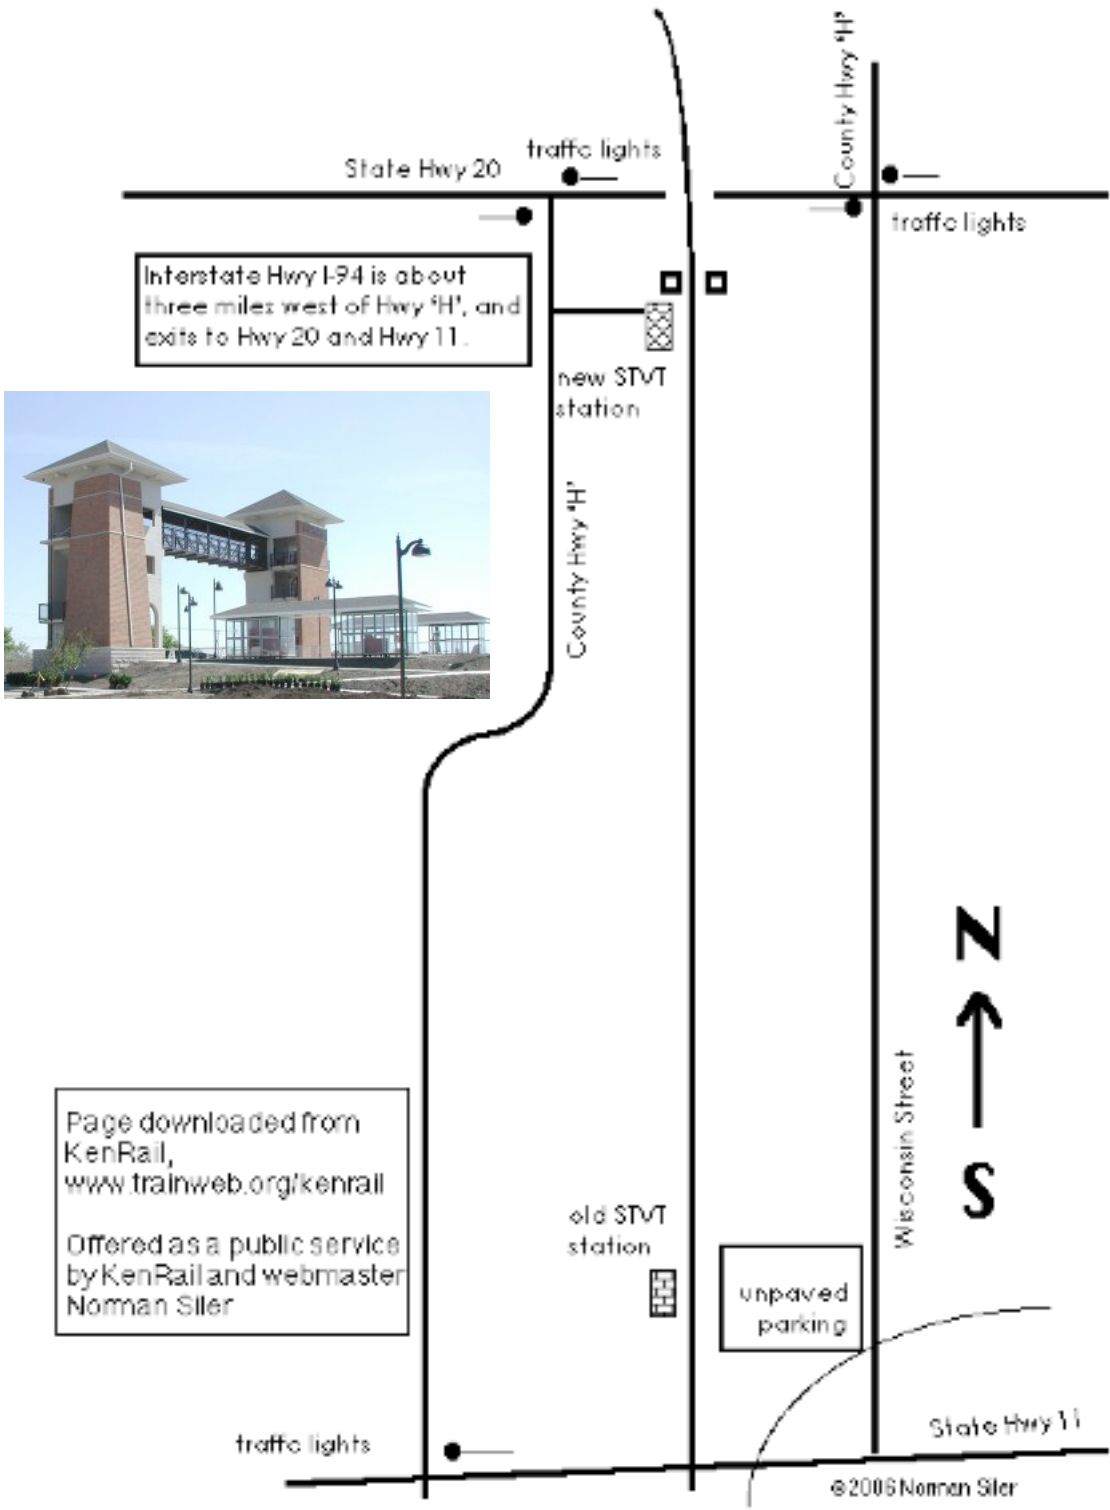 County Hwy 'H'
traffc lights
State Hwy 20
traffc lights
Interstate Hwy I-94 is about
three miles west of Hwy 'H', and
exits to Hwy 20 and Hwy 11.
new STVT
station
County Hwy 'H'
N
S
Wisconsin Street
Page downloaded from
KenRail,
www.trainweb.org/kenrail
Offered as a public service
by KenRail and webmaster
Norman Siler
old STVT
station
unpaved
parking
State Hwy 11
traffc lights
©2006 Norman Siler